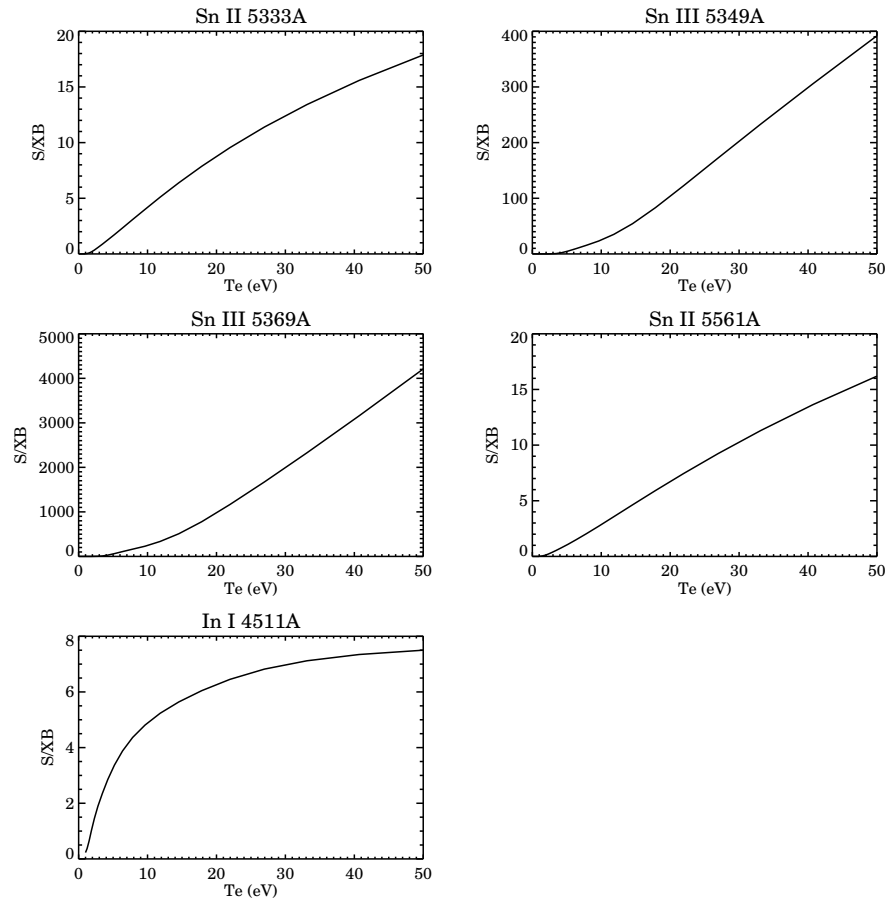 Sn II 5333A
20
15
10
5
0
S/XB
0 10 20 30 40 50
Te (eV)
Sn III 5349A
400
300
200
100
0
S/XB
0 10 20 30 40 50
Te (eV)
Sn III 5369A
5000
4000
3000
2000
1000
0
S/XB
0 10 20 30 40 50
Te (eV)
Sn II 5561A
20
15
10
5
0
S/XB
0 10 20 30 40 50
Te (eV)
In I 4511A
8
6
4
2
0
S/XB
0 10 20 30 40 50
Te (eV)